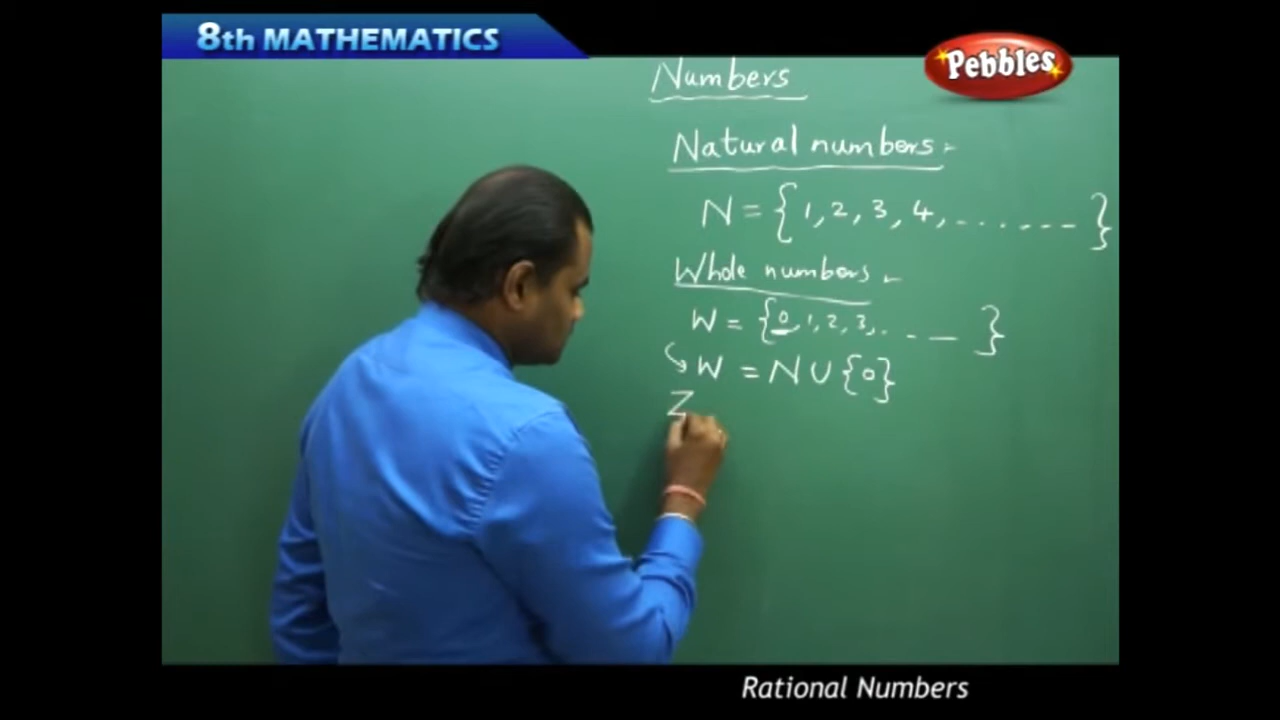 8th MATHEMATICS
Pebbles
Numbers
Natural numbers :-
N = {1, 2, 3, 4, ........ }
Whole numbers :-
W = {0, 1, 2, 3, . - — }
W = N ∪ {0}
Z
Rational Numbers